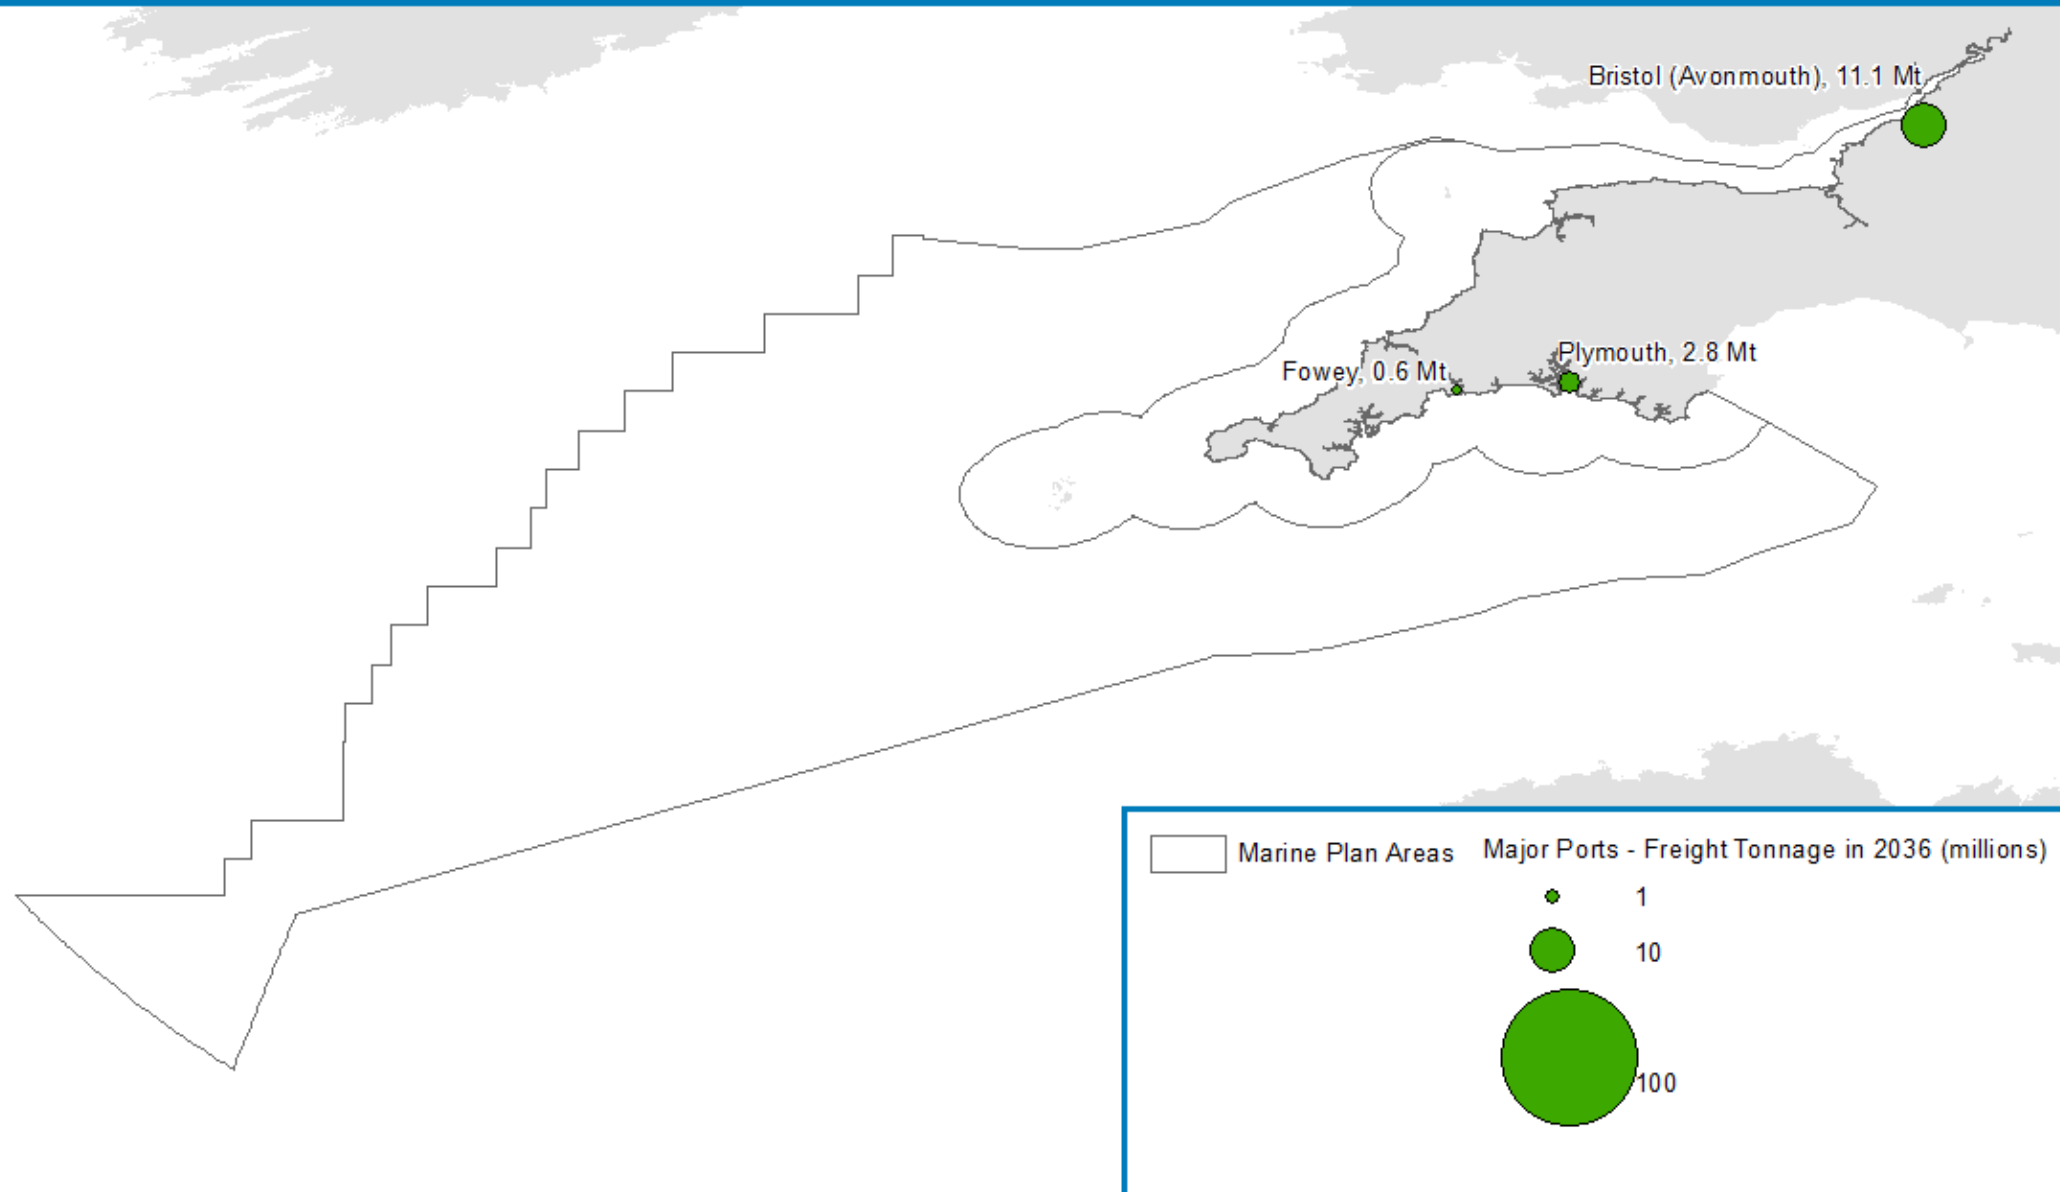 Bristol (Avonmouth), 11.1 Mt
Plymouth, 2.8 Mt
Fowey, 0.6 Mt
Marine Plan Areas
Major Ports - Freight Tonnage in 2036 (millions)
1
10
100